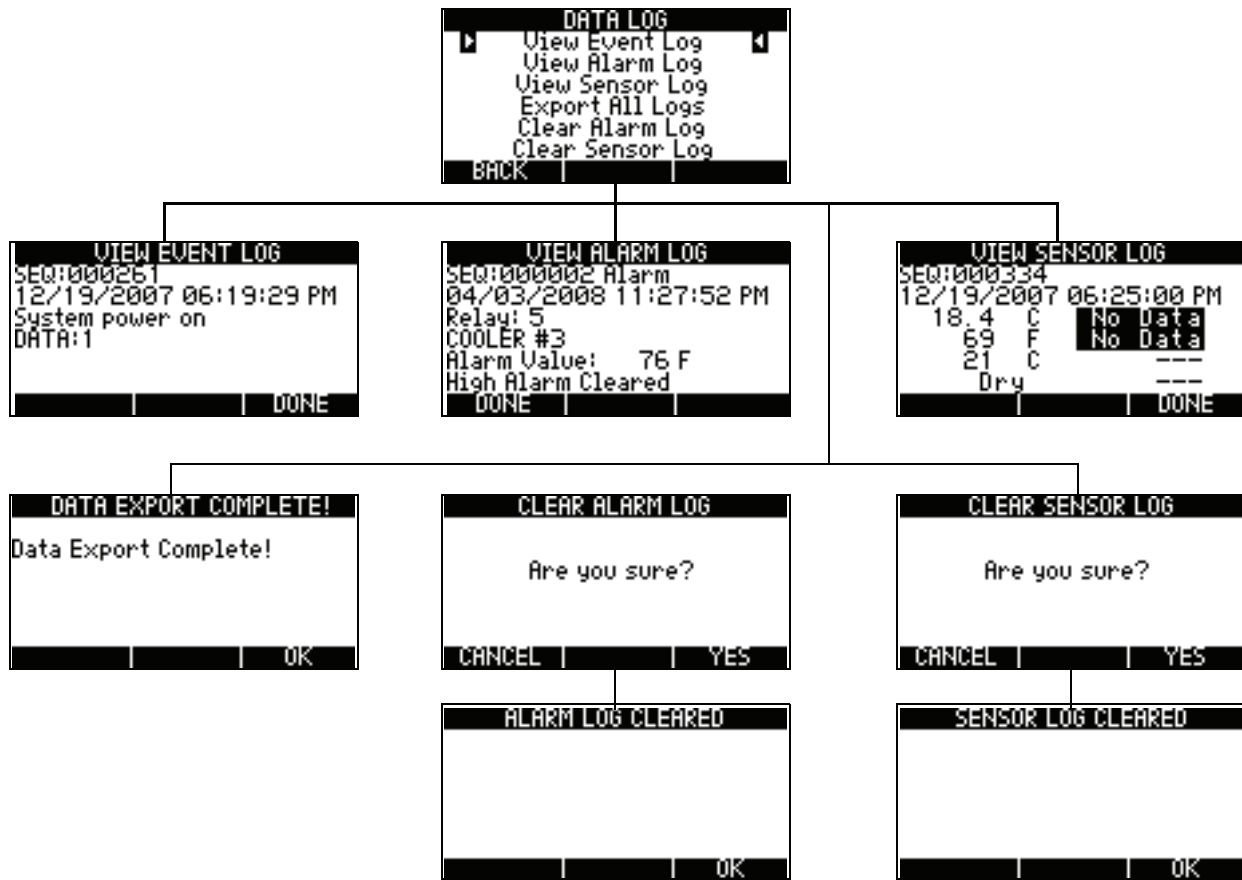 DATA LOG
View Event Log
View Alarm Log
View Sensor Log
Export All Logs
Clear Alarm Log
Clear Sensor Log
BACK
VIEW EVENT LOG
SEQ:000261
12/19/2007 06:19:29 PM
System power on
DATA:1
DONE
VIEW ALARM LOG
SEQ:000002 Alarm
04/03/2008 11:27:52 PM
Relay: 5
COOLER #3
Alarm Value: 76 F
High Alarm Cleared
DONE
VIEW SENSOR LOG
SEQ:000334
12/19/2007 06:25:00 PM
18.4 C No Data
69 F No Data
21 C ---
Dry ---
DONE
DATA EXPORT COMPLETE!
Data Export Complete!
OK
CLEAR ALARM LOG
Are you sure?
CANCEL YES
CLEAR SENSOR LOG
Are you sure?
CANCEL YES
ALARM LOG CLEARED
OK
SENSOR LOG CLEARED
OK